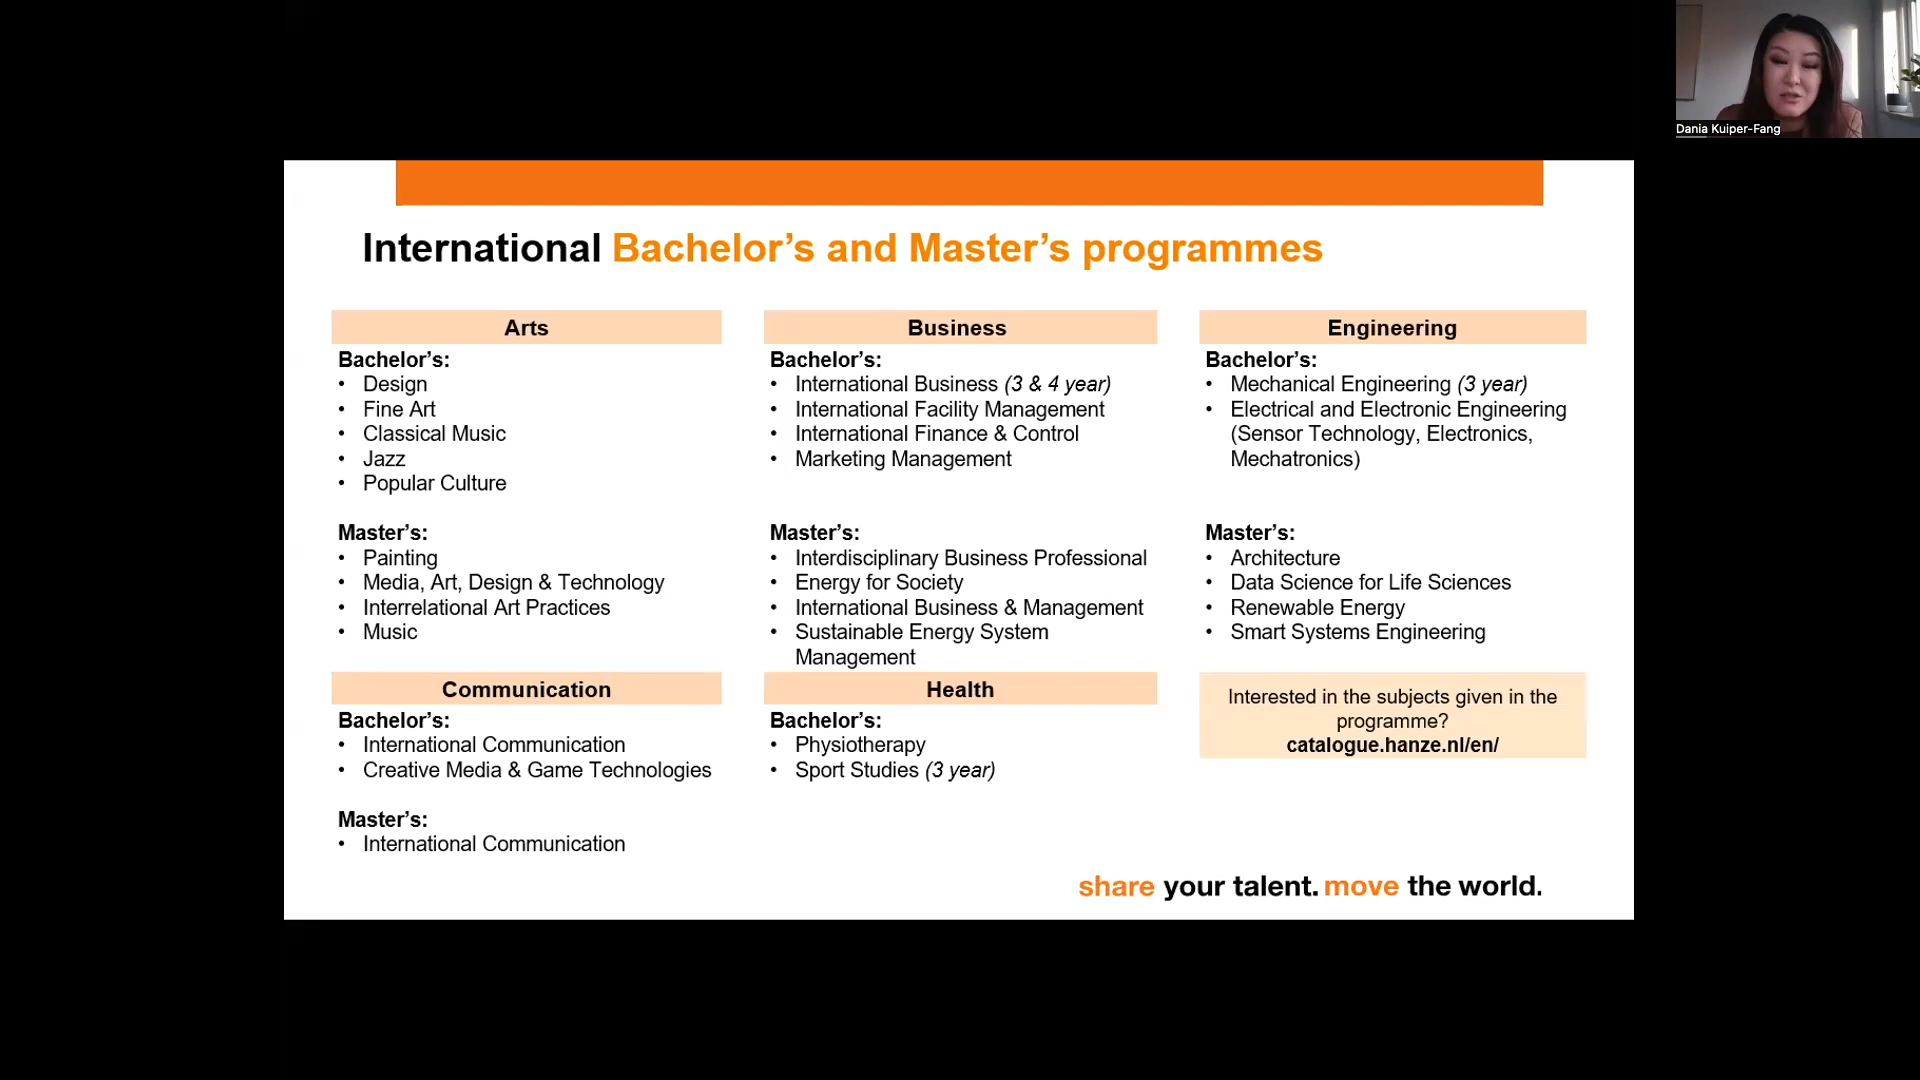 Dania Kuiper-Fang
International Bachelor’s and Master’s programmes
Arts
Bachelor’s:
• Design
• Fine Art
• Classical Music
• Jazz
• Popular Culture
Master’s:
• Painting
• Media, Art, Design & Technology
• Interrelational Art Practices
• Music
Business
Bachelor’s:
• International Business (3 & 4 year)
• International Facility Management
• International Finance & Control
• Marketing Management
Master’s:
• Interdisciplinary Business Professional
• Energy for Society
• International Business & Management
• Sustainable Energy System
Management
Engineering
Bachelor’s:
• Mechanical Engineering (3 year)
• Electrical and Electronic Engineering
(Sensor Technology, Electronics,
Mechatronics)
Master’s:
• Architecture
• Data Science for Life Sciences
• Renewable Energy
• Smart Systems Engineering
Communication
Bachelor’s:
• International Communication
• Creative Media & Game Technologies
Master’s:
• International Communication
Health
Bachelor’s:
• Physiotherapy
• Sport Studies (3 year)
Interested in the subjects given in the
programme?
catalogue.hanze.nl/en/
share your talent. move the world.